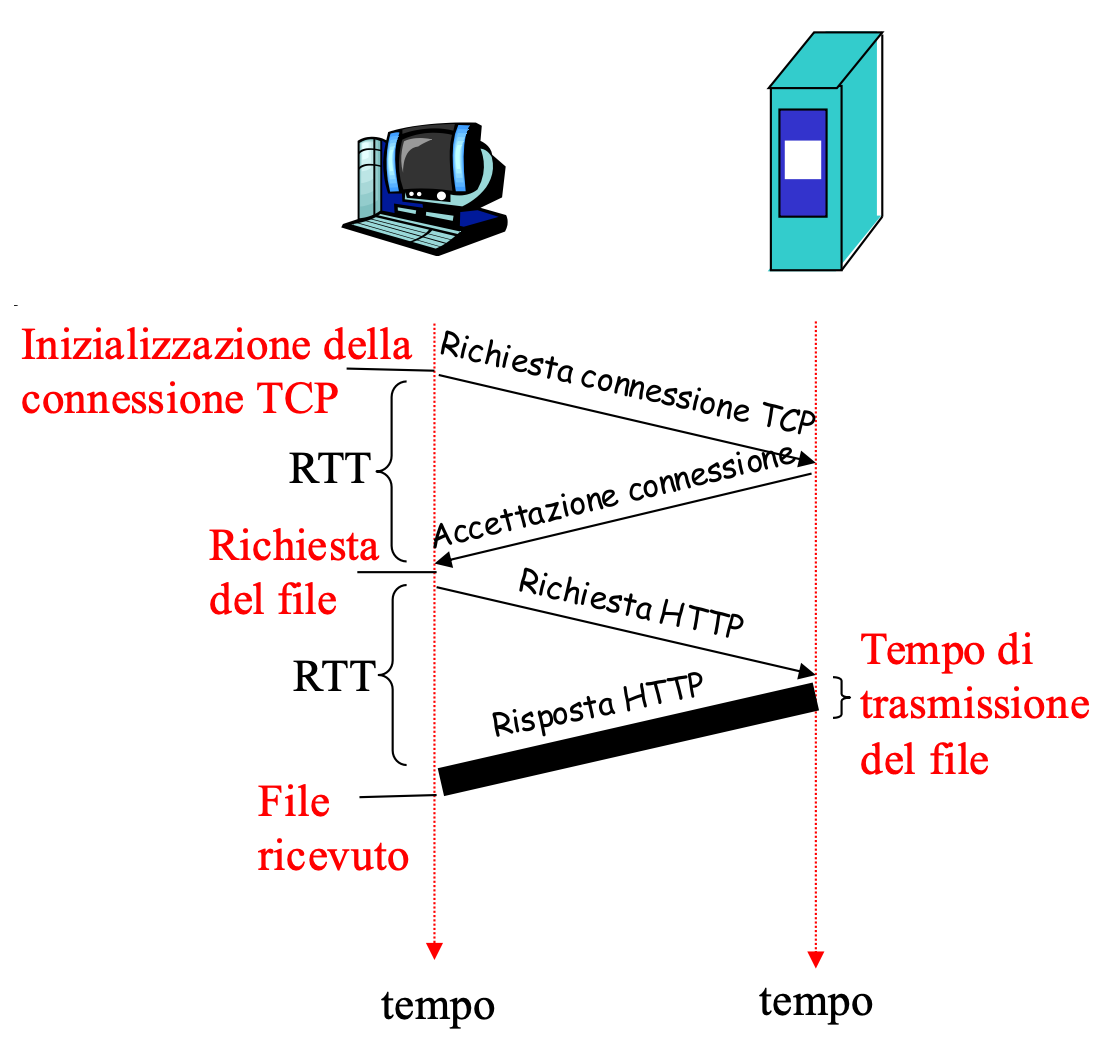 Inizializzazione della
connessione TCP
Richiesta connessione TCP
RTT
Accettazione connessione
Richiesta
del file
Richiesta HTTP
RTT
Tempo di
trasmissione
del file
Risposta HTTP
File
ricevuto
tempo
tempo